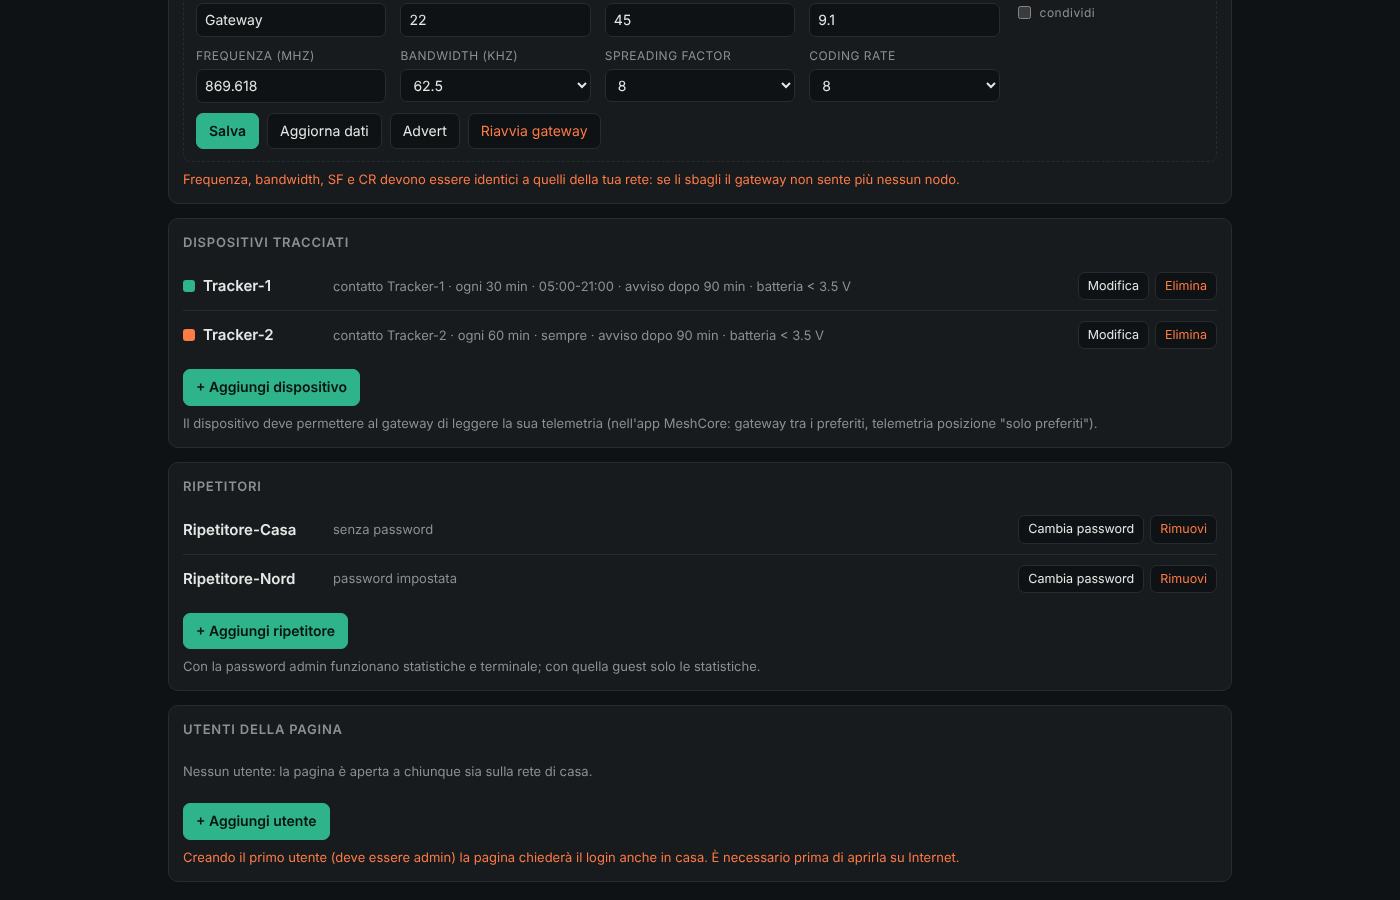 Gateway 22 45 9.1 condividi
FREQUENZA (MHZ) BANDWIDTH (KHZ) SPREADING FACTOR CODING RATE
869.618 62.5 8 8
Salva Aggiorna dati Advert Riavvia gateway
Frequenza, bandwidth, SF e CR devono essere identici a quelli della tua rete: se li sbagli il gateway non sente più nessun nodo.
DISPOSITIVI TRACCIATI
Tracker-1 contatto Tracker-1 · ogni 30 min · 05:00-21:00 · avviso dopo 90 min · batteria < 3.5 V Modifica Elimina
Tracker-2 contatto Tracker-2 · ogni 60 min · sempre · avviso dopo 90 min · batteria < 3.5 V Modifica Elimina
+ Aggiungi dispositivo
Il dispositivo deve permettere al gateway di leggere la sua telemetria (nell'app MeshCore: gateway tra i preferiti, telemetria posizione "solo preferiti").
RIPETITORI
Ripetitore-Casa senza password Cambia password Rimuovi
Ripetitore-Nord password impostata Cambia password Rimuovi
+ Aggiungi ripetitore
Con la password admin funzionano statistiche e terminale; con quella guest solo le statistiche.
UTENTI DELLA PAGINA
Nessun utente: la pagina è aperta a chiunque sia sulla rete di casa.
+ Aggiungi utente
Creando il primo utente (deve essere admin) la pagina chiederà il login anche in casa. È necessario prima di aprirla su Internet.